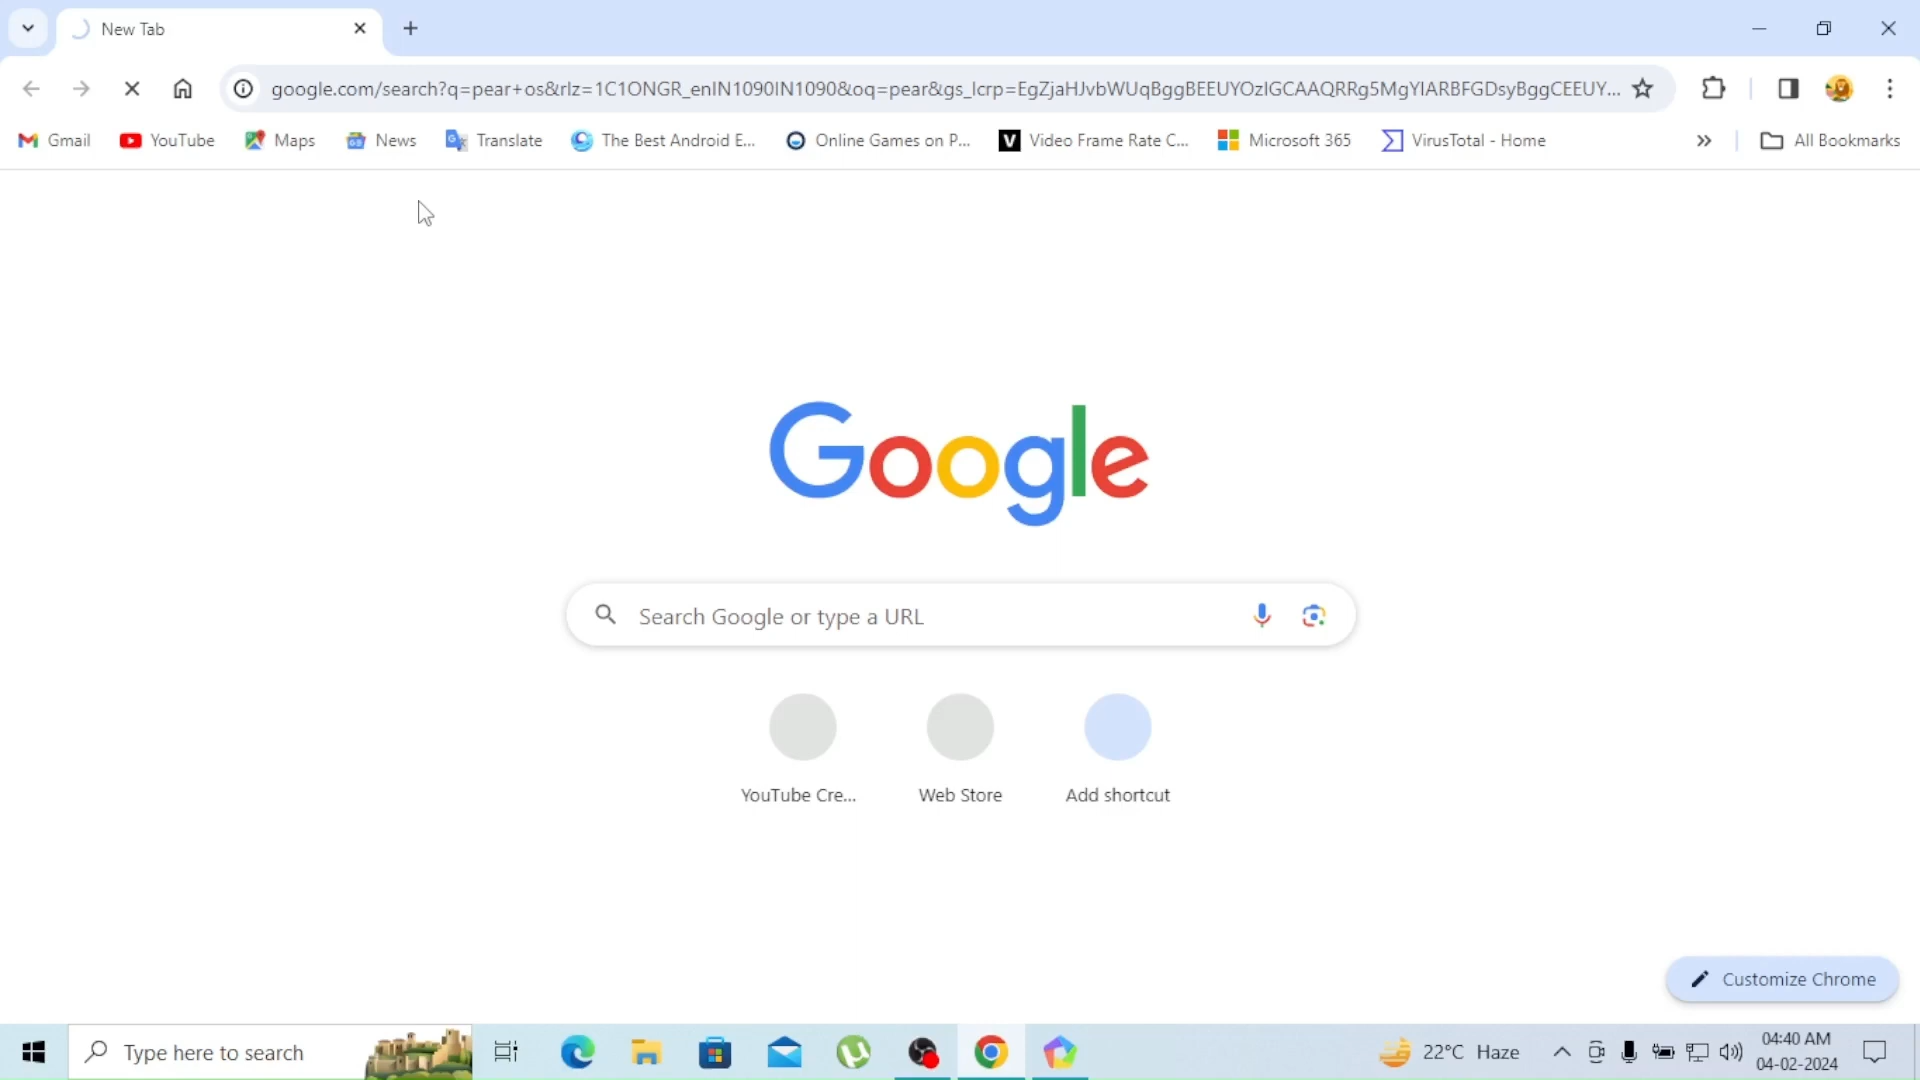 New Tab
google.com/search?q=pear+os&rlz=1C1ONGR_enIN1090IN1090&oq=pear&gs_lcrp=EgZjaHJvbWUqBggBEEUYOzIGCAAQRRg5MgYIARBFGDsyBggCEEUY...
Gmail YouTube Maps News Translate The Best Android E... Online Games on P... Video Frame Rate C... Microsoft 365 VirusTotal - Home » All Bookmarks
Google
Search Google or type a URL
YouTube Cre... Web Store Add shortcut
Customize Chrome
Type here to search 22°C Haze 04:40 AM
04-02-2024